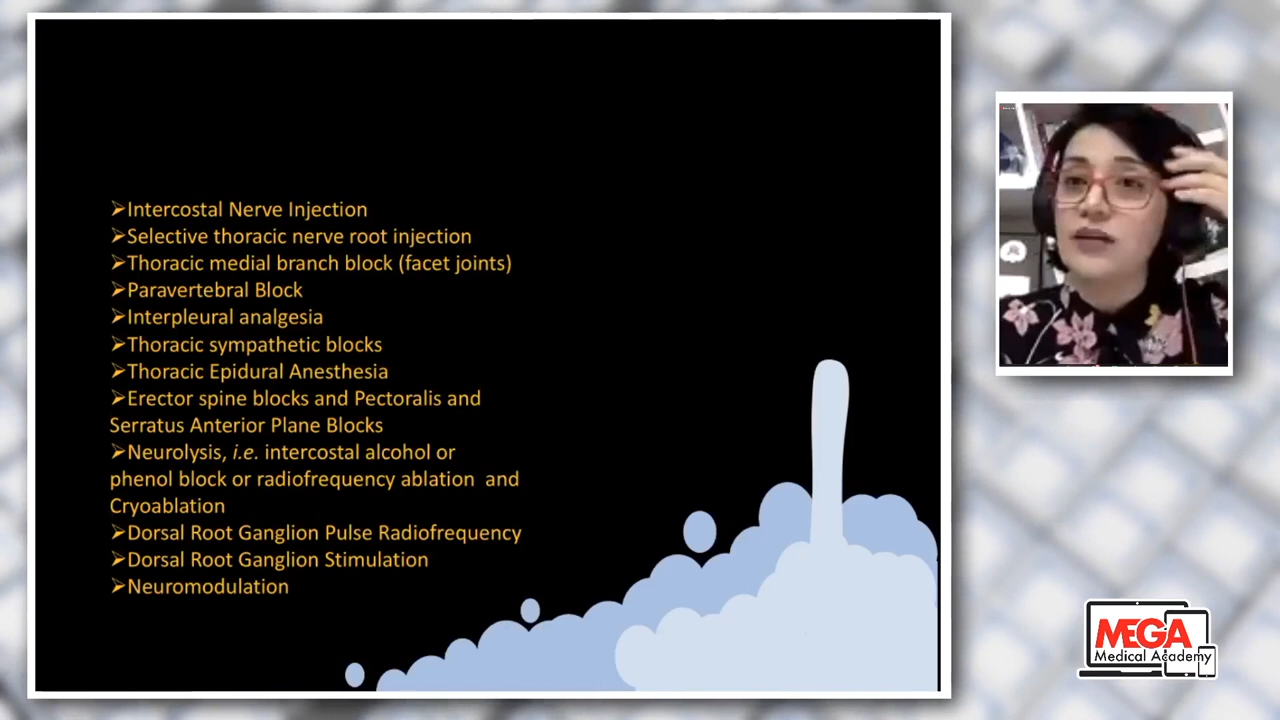 ➢Intercostal Nerve Injection
➢Selective thoracic nerve root injection
➢Thoracic medial branch block (facet joints)
➢Paravertebral Block
➢Interpleural analgesia
➢Thoracic sympathetic blocks
➢Thoracic Epidural Anesthesia
➢Erector spine blocks and Pectoralis and
Serratus Anterior Plane Blocks
➢Neurolysis, i.e. intercostal alcohol or
phenol block or radiofrequency ablation and
Cryoablation
➢Dorsal Root Ganglion Pulse Radiofrequency
➢Dorsal Root Ganglion Stimulation
➢Neuromodulation
MEGA
Medical Academy